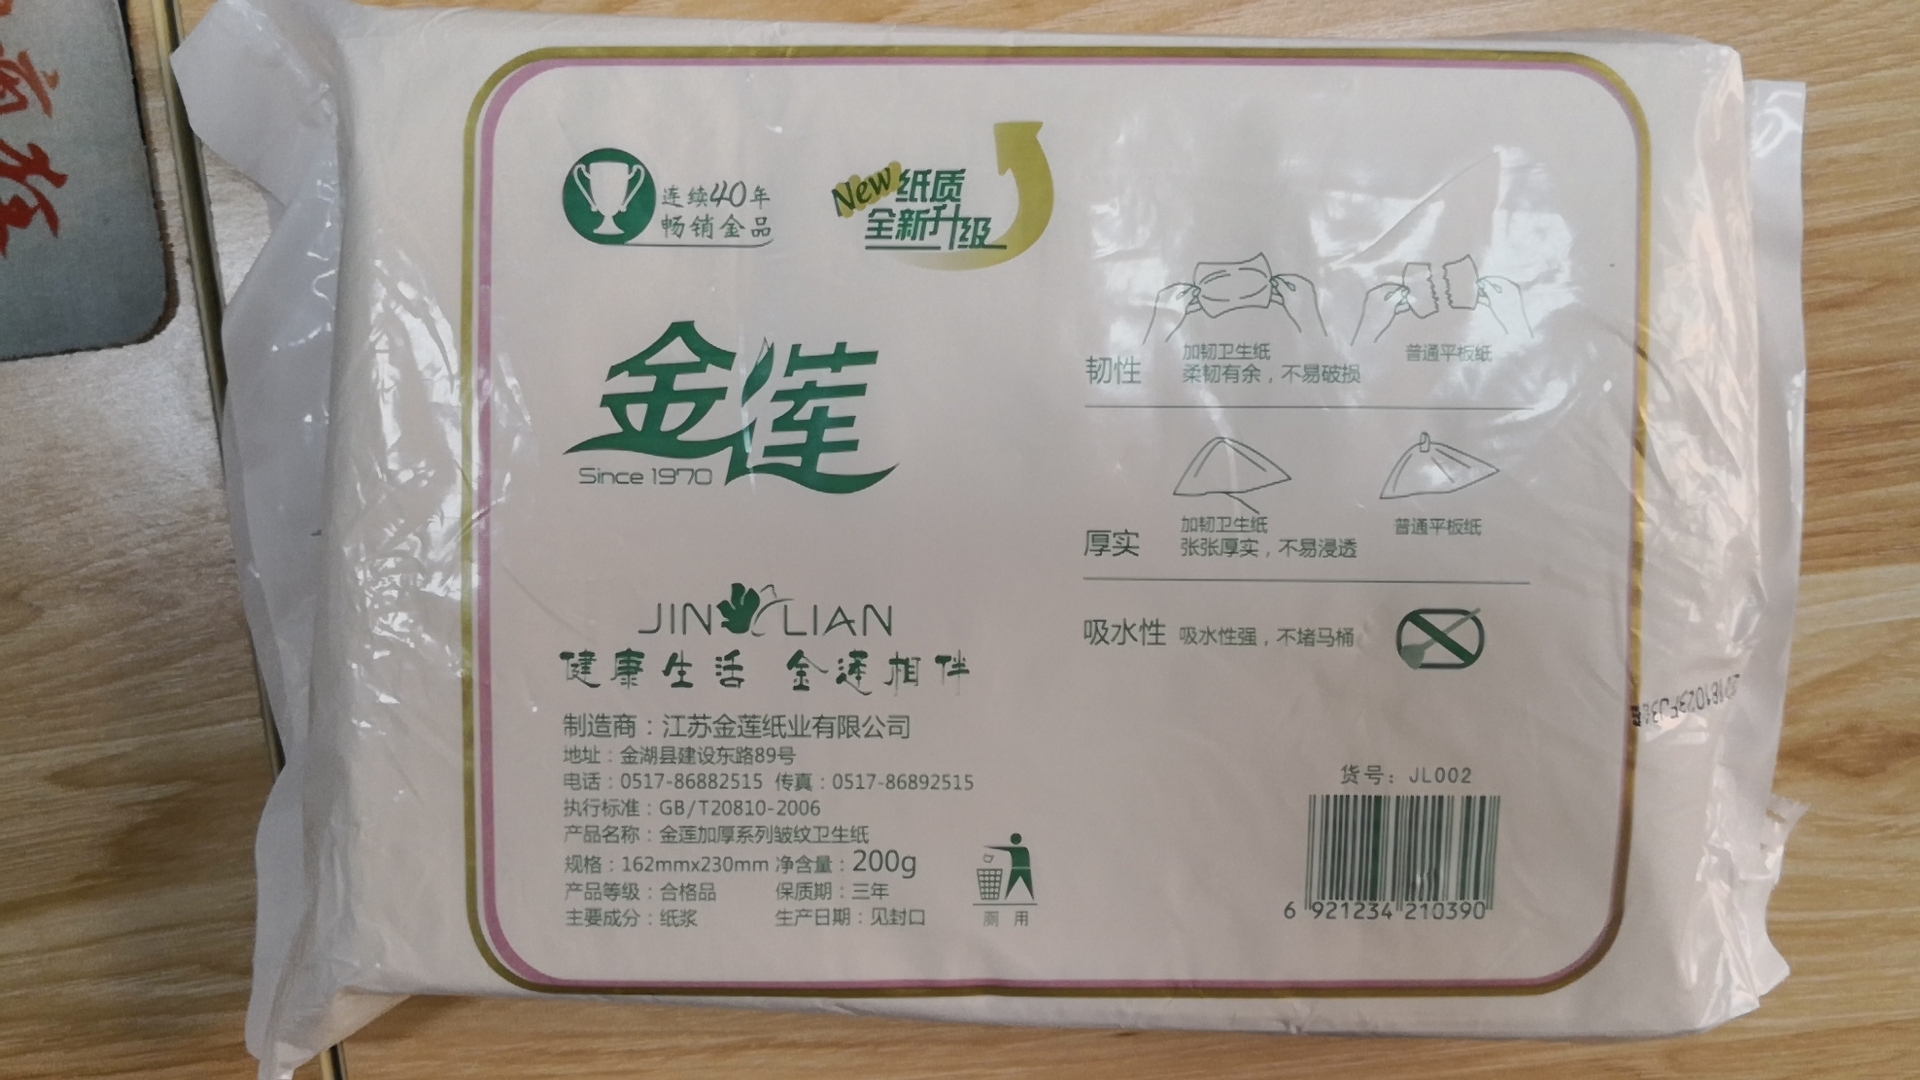 连续40年
畅销金品
New 纸质
全新升级
金莲
Since 1970
JIN LIAN
健康生活 金莲相伴
制造商：江苏金莲纸业有限公司
地址：金湖县建设东路89号
电话：0517-86882515 传真：0517-86892515
执行标准：GB/T20810-2006
产品名称：金莲加厚系列皱纹卫生纸
规格：162mmx230mm 净含量：200g
产品等级：合格品 保质期：三年
主要成分：纸浆 生产日期：见封口
厕用
韧性
加韧卫生纸
柔韧有余，不易破损
普通平板纸
厚实
加韧卫生纸
张张厚实，不易浸透
普通平板纸
吸水性 吸水性强，不堵马桶
货号：JL002
6 921234 210390